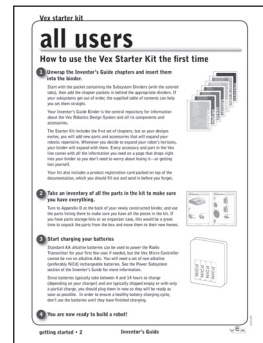 Vex starter kit
all users
How to use the Vex Starter Kit the first time
1 Unwrap the Inventor's Guide chapters and insert them
into the binder.
Start with the packet containing the Subsystem Dividers (with the colored
tabs), then add the chapter packets in behind the appropriate dividers. If
your subsystems get out of order, the supplied table of contents can help
you set them straight.
Your Inventor's Guide Binder is the central repository for information
about the Vex Robotics Design System and all its components and
accessories.
The Starter Kit includes the first set of chapters, but as your designs
evolve, you will add new parts and accessories that will expand your
robotic repertoire. Whenever you decide to expand your robot's horizons,
your binder will expand with them. Every accessory and part in the Vex
line comes with all the information you need on a page that drops right
into your binder so you don't need to worry about losing it—or getting
lost yourself.
Your kit also includes a product registration card packed on top of the
documentation, which you should fill out and send in before you forget.
2 Take an inventory of all the parts in the kit to make sure
you have everything.
Turn to Appendix D at the back of your newly constructed binder, and use
the parts listing there to make sure you have all the pieces in the kit. If
you have parts storage bins or an organizer case, this would be a great
time to unpack the parts from the box and move them to their new homes.
3 Start charging your batteries
Standard AA alkaline batteries can be used to power the Radio
Transmitter for your first few uses if needed, but the Vex Micro Controller
cannot be run on alkaline AAs. You will need a set of non-alkaline
(preferably NiCd) rechargeable batteries. See the Power Subsystem
section of the Inventor's Guide for more information.
Since batteries typically take between 4 and 14 hours to charge
(depending on your charger) and are typically shipped empty or with only
a partial charge, you should plug them in now so they will be ready as
soon as possible. In order to ensure a healthy battery charging cycle,
don't use the batteries until they have finished charging.
4 You are now ready to build a robot!
getting started • 2 Inventor's Guide
VEX